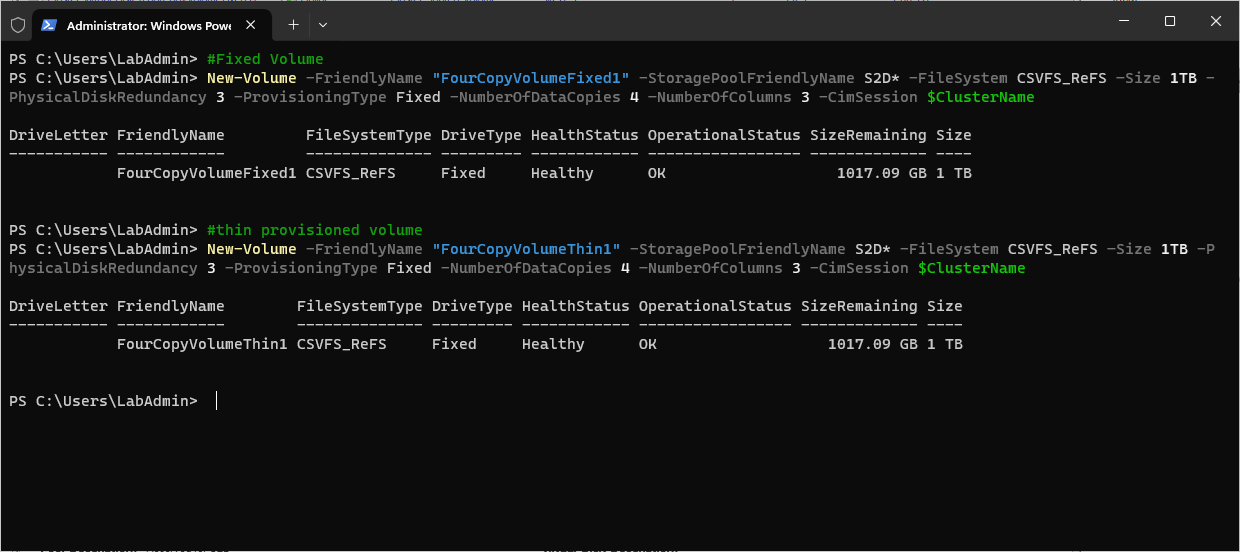 Administrator: Windows Powe
PS C:\Users\LabAdmin> #Fixed Volume
PS C:\Users\LabAdmin> New-Volume -FriendlyName "FourCopyVolumeFixed1" -StoragePoolFriendlyName S2D* -FileSystem CSVFS_ReFS -Size 1TB -
PhysicalDiskRedundancy 3 -ProvisioningType Fixed -NumberOfDataCopies 4 -NumberOfColumns 3 -CimSession $ClusterName
DriveLetter FriendlyName         FileSystemType DriveType HealthStatus OperationalStatus SizeRemaining Size
----------- ------------         -------------- --------- ------------ ----------------- ------------- ----
            FourCopyVolumeFixed1 CSVFS_ReFS     Fixed     Healthy      OK                   1017.09 GB 1 TB
PS C:\Users\LabAdmin> #thin provisioned volume
PS C:\Users\LabAdmin> New-Volume -FriendlyName "FourCopyVolumeThin1" -StoragePoolFriendlyName S2D* -FileSystem CSVFS_ReFS -Size 1TB -P
hysicalDiskRedundancy 3 -ProvisioningType Fixed -NumberOfDataCopies 4 -NumberOfColumns 3 -CimSession $ClusterName
DriveLetter FriendlyName        FileSystemType DriveType HealthStatus OperationalStatus SizeRemaining Size
----------- ------------        -------------- --------- ------------ ----------------- ------------- ----
            FourCopyVolumeThin1 CSVFS_ReFS     Fixed     Healthy      OK                   1017.09 GB 1 TB
PS C:\Users\LabAdmin>